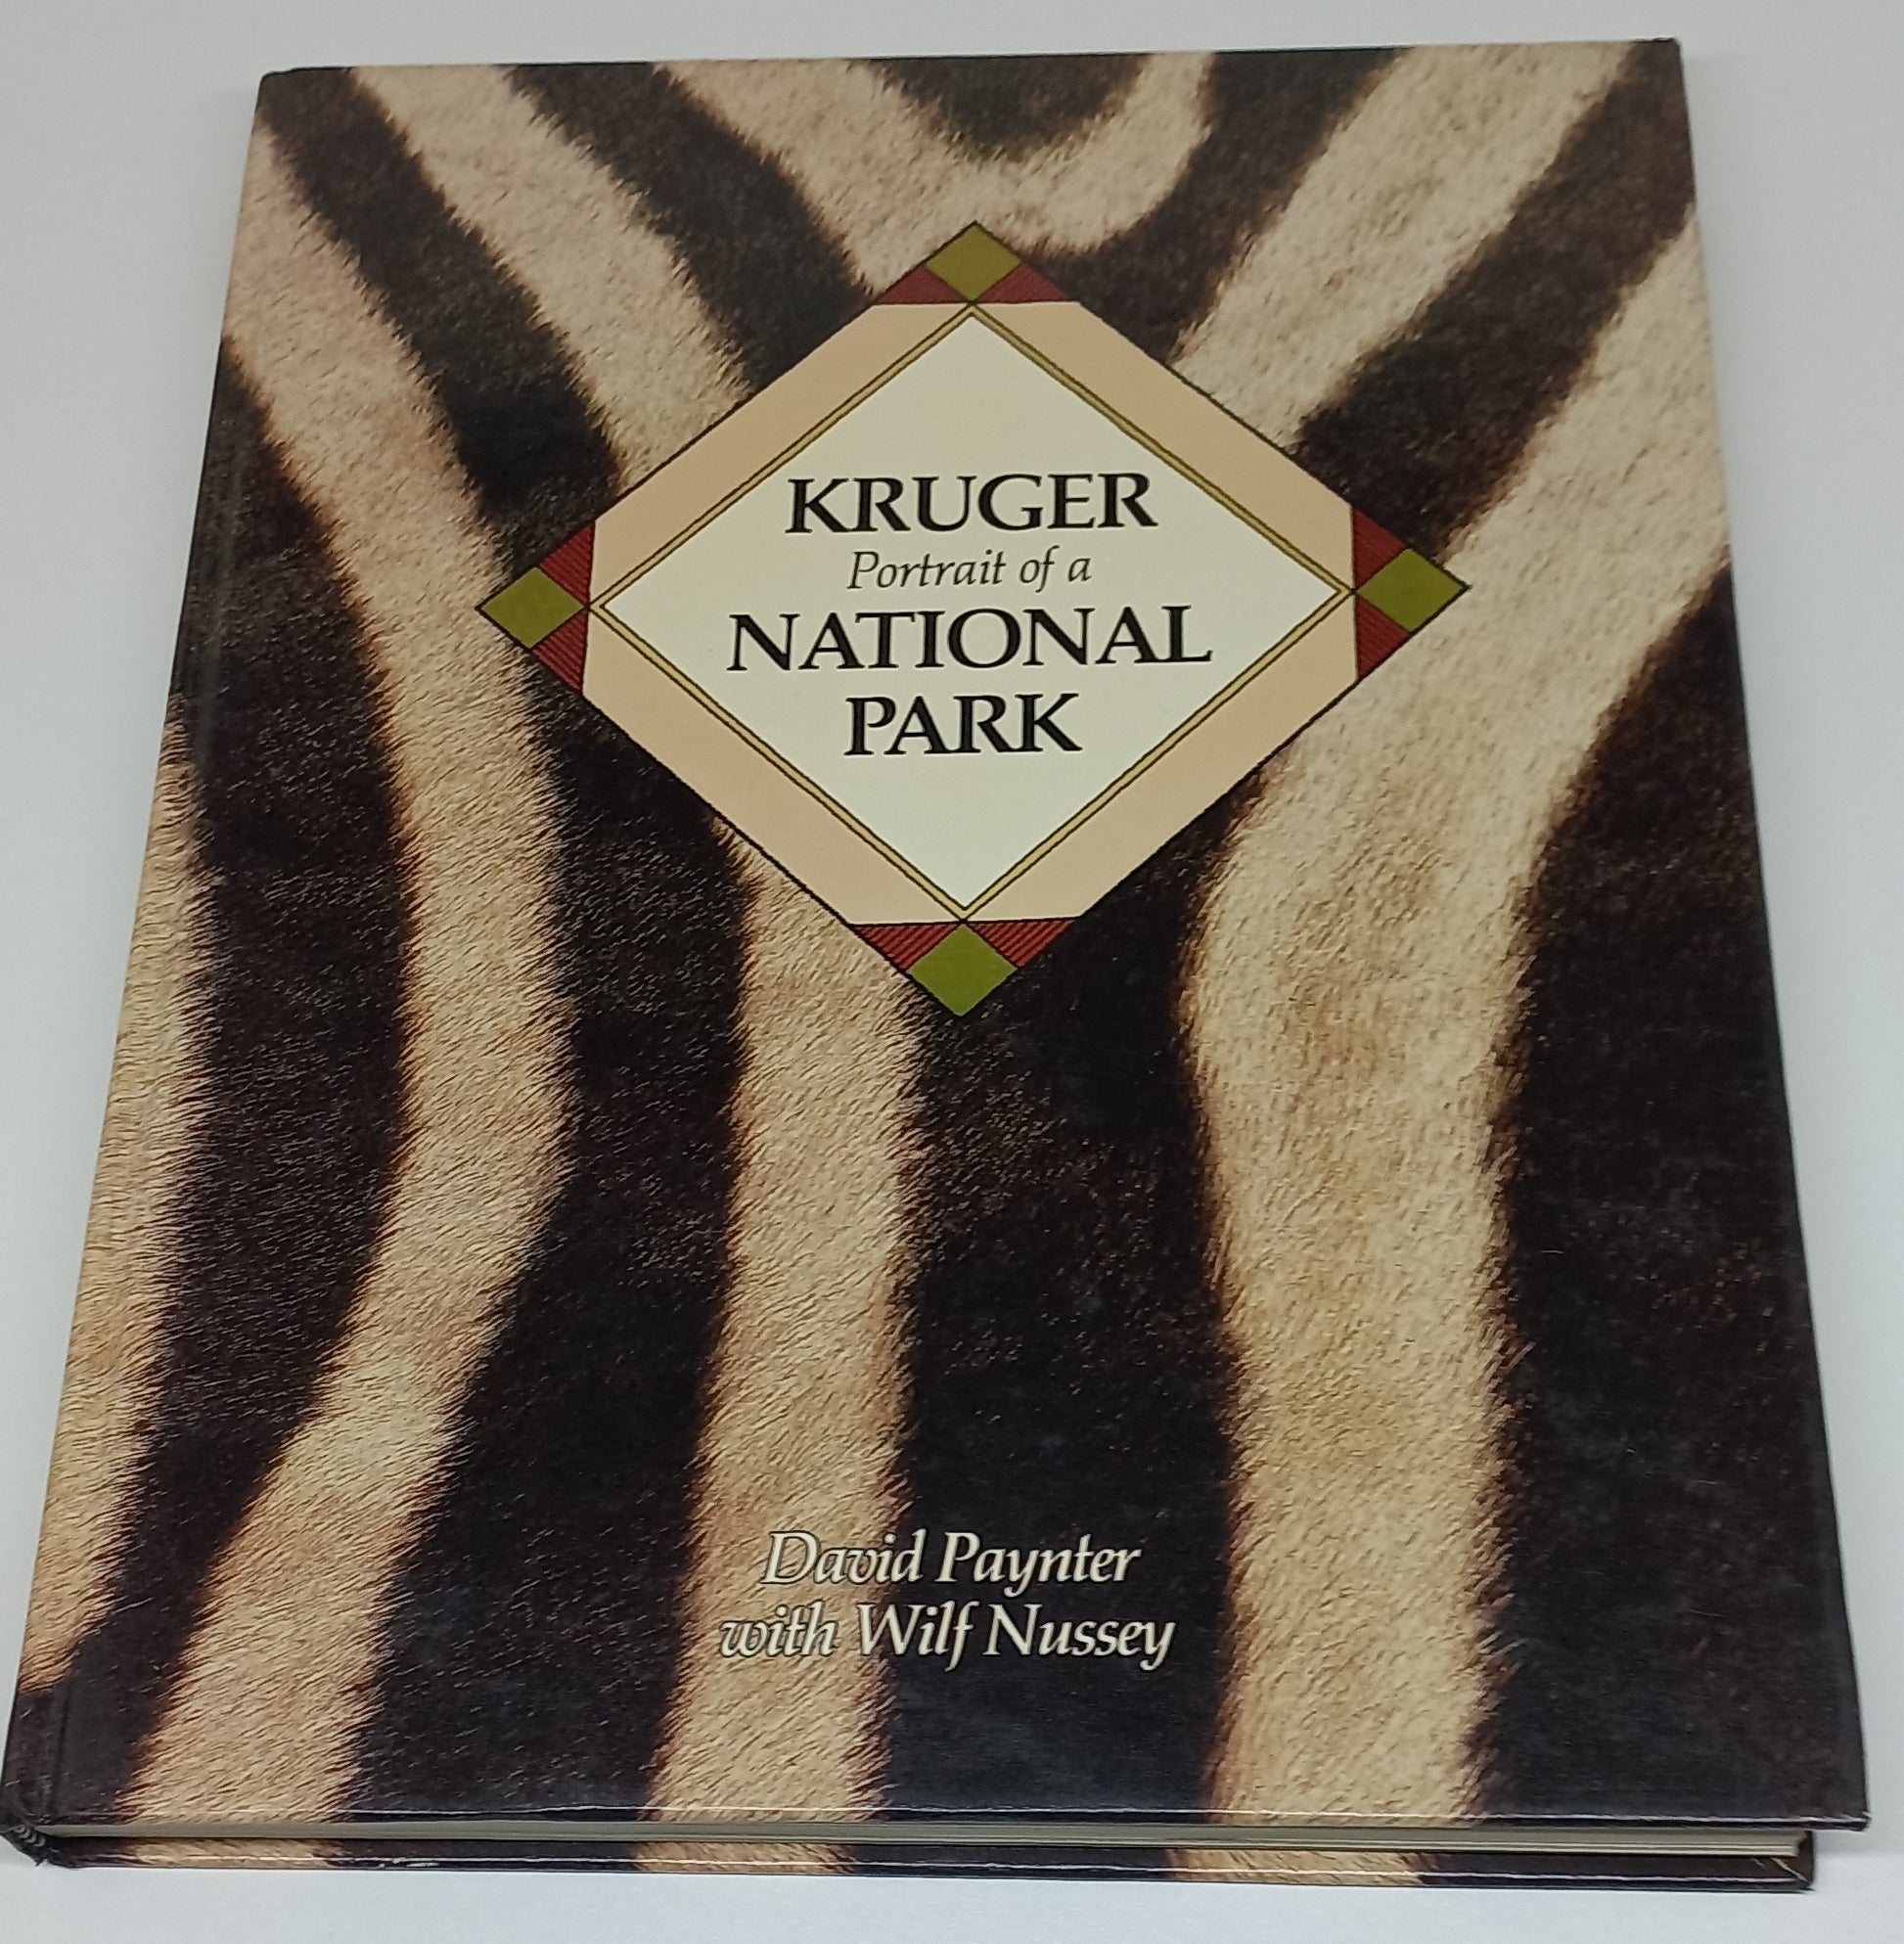 KRUGER
Portrait of a
NATIONAL
PARK
David Paynter
with Wilf Nussey